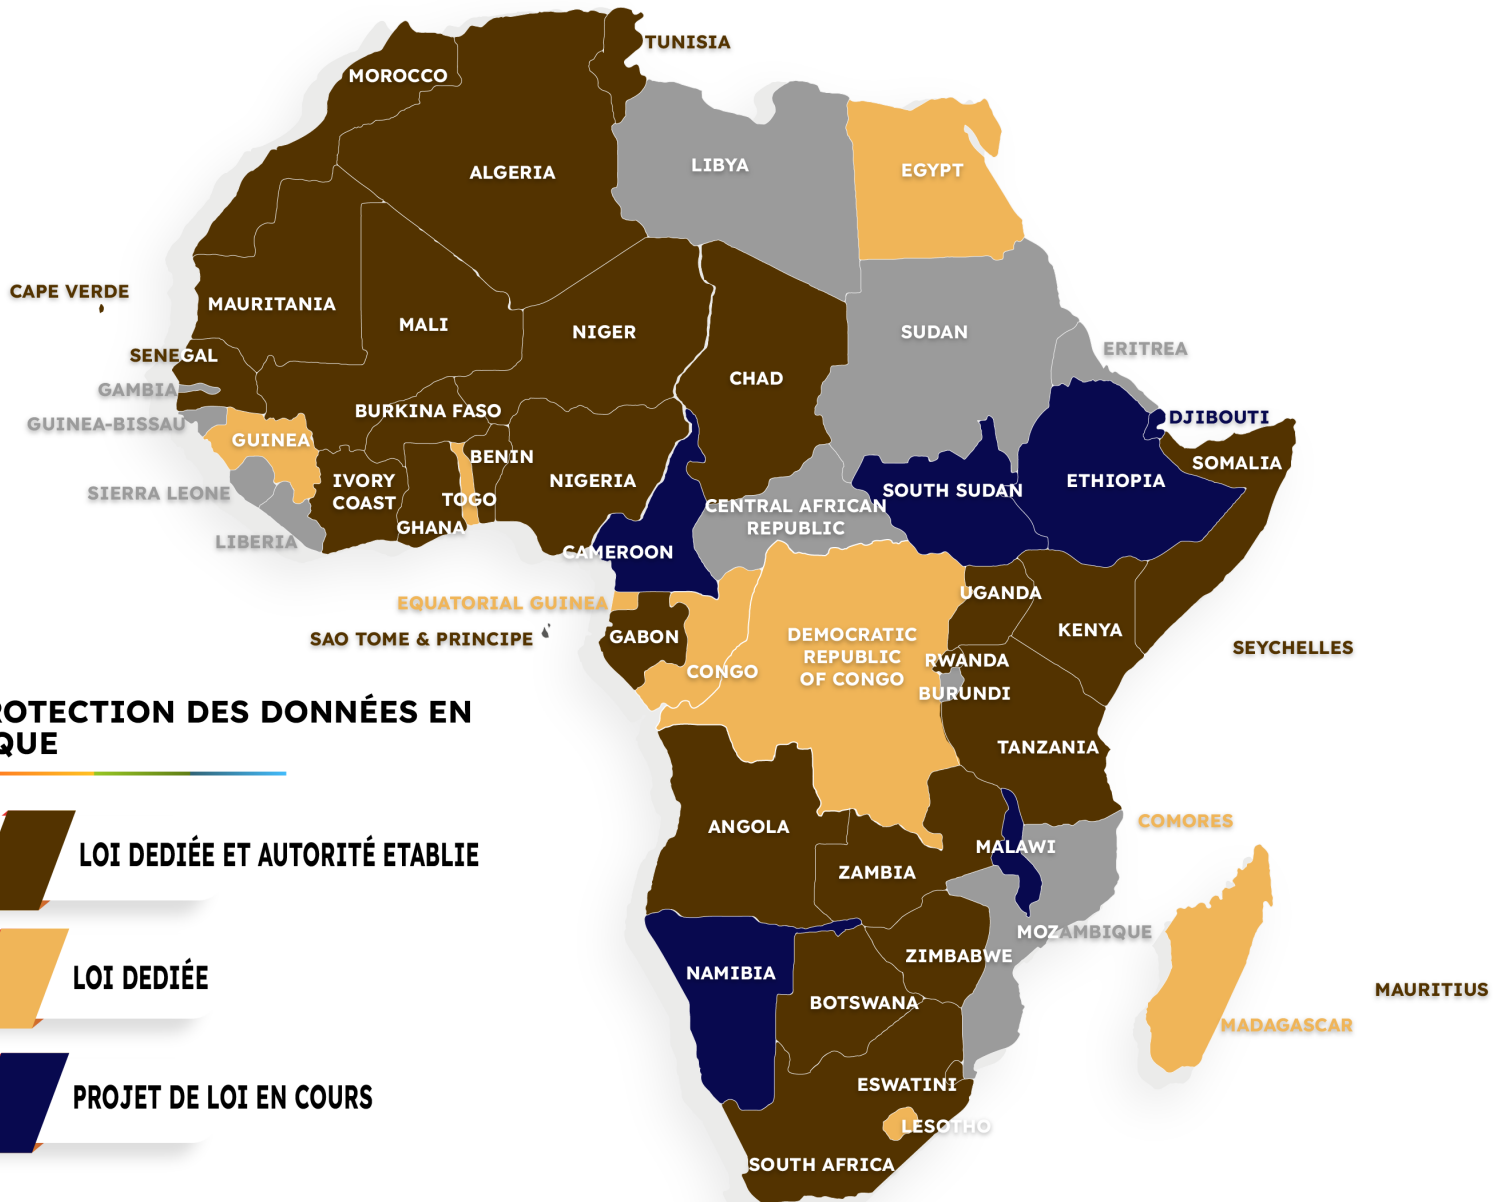 TUNISIA
MOROCCO
ALGERIA
LIBYA
EGYPT
CAPE VERDE
MAURITANIA
MALI
NIGER
SUDAN
ERITREA
SENEGAL
CHAD
GAMBIA
BURKINA FASO
DJIBOUTI
GUINEA-BISSAU
GUINEA
BENIN
SOMALIA
IVORY
COAST
NIGERIA
ETHIOPIA
SOUTH SUDAN
SIERRA LEONE
TOGO
CENTRAL AFRICAN
REPUBLIC
GHANA
LIBERIA
CAMEROON
UGANDA
EQUATORIAL GUINEA
SAO TOME & PRINCIPE
GABON
DEMOCRATIC
REPUBLIC
OF CONGO
KENYA
SEYCHELLES
RWANDA
CONGO
BURUNDI
ROTECTION DES DONNÉES EN
QUE
TANZANIA
COMORES
ANGOLA
MALAWI
LOI DEDIÉE ET AUTORITÉ ETABLIE
ZAMBIA
MOZAMBIQUE
ZIMBABWE
LOI DEDIÉE
NAMIBIA
BOTSWANA
MAURITIUS
MADAGASCAR
ESWATINI
PROJET DE LOI EN COURS
LESOTHO
SOUTH AFRICA